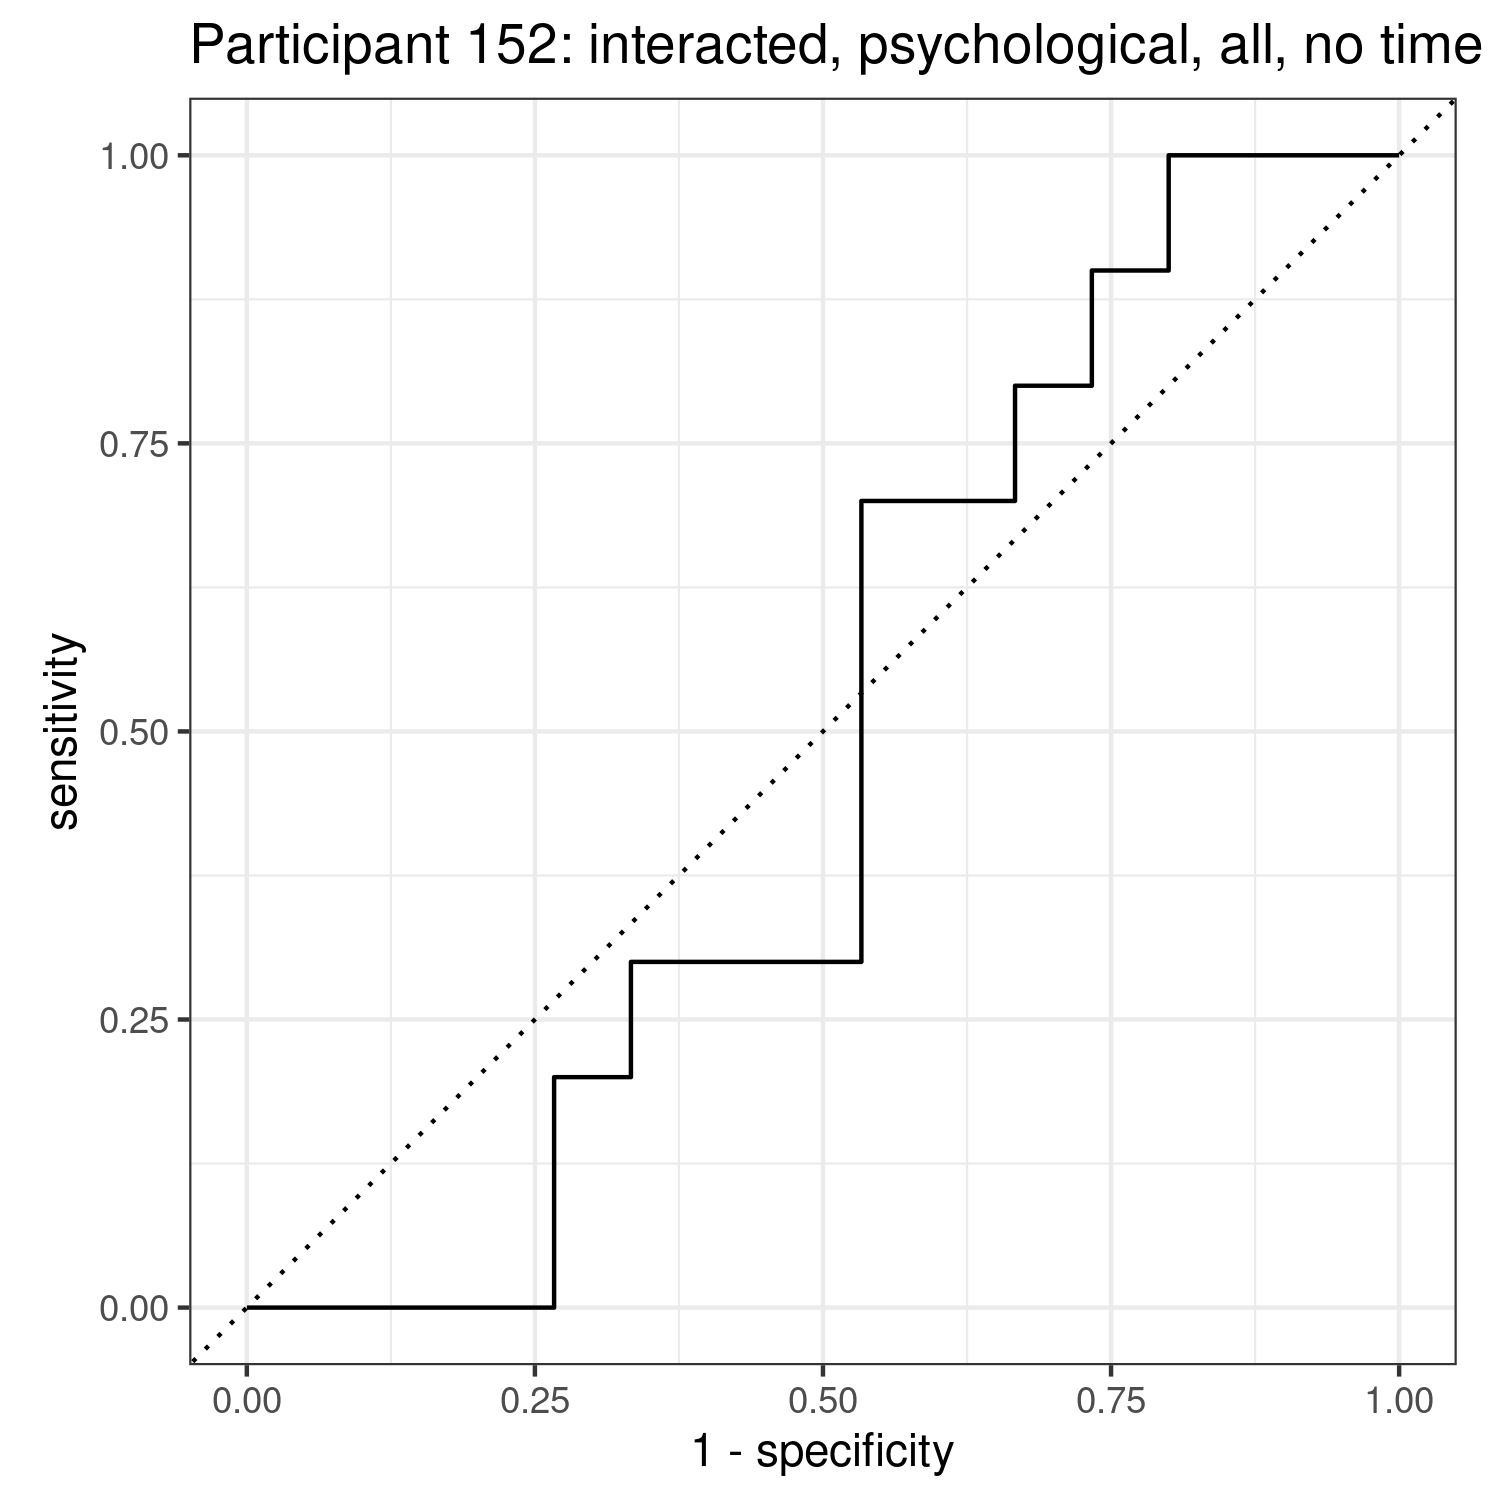 Participant 152: interacted, psychological, all, no time
1.00
0.75
0.50
0.25
0.00
sensitivity
0.00 0.25 0.50 0.75 1.00
1 - specificity